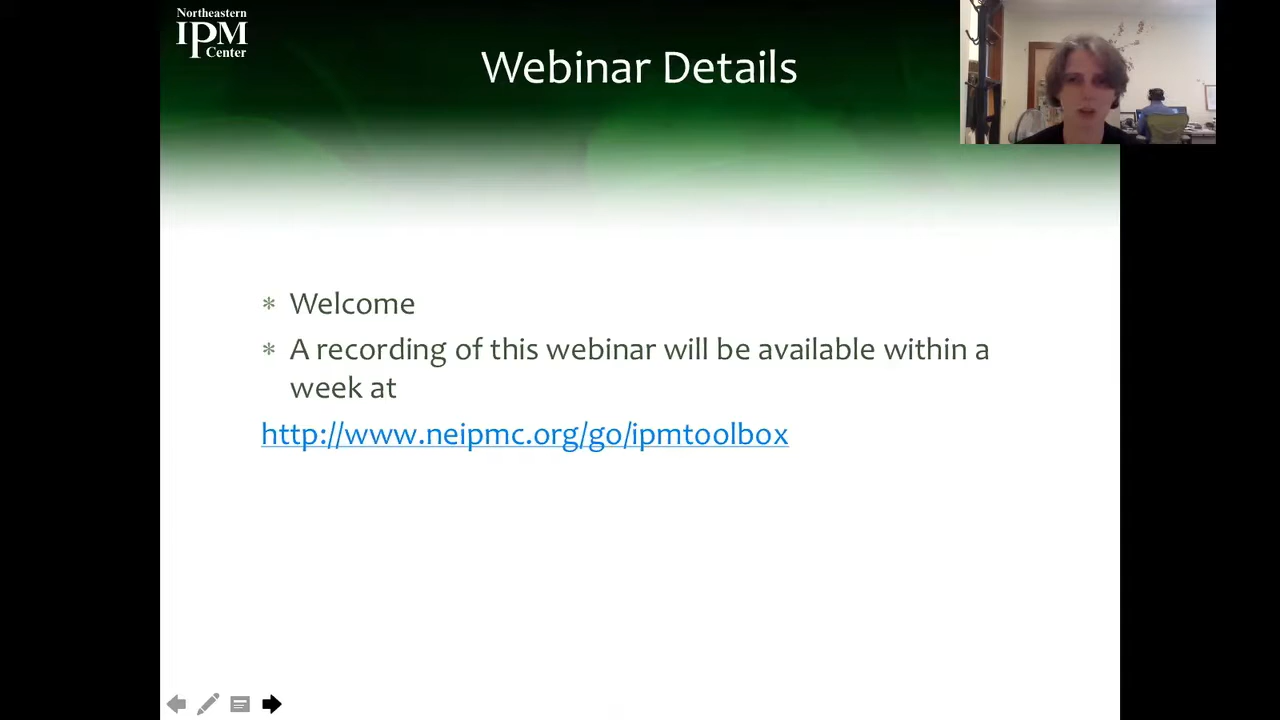 Northeastern
IPM
Center
Webinar Details
* Welcome
* A recording of this webinar will be available within a
week at
http://www.neipmc.org/go/ipmtoolbox